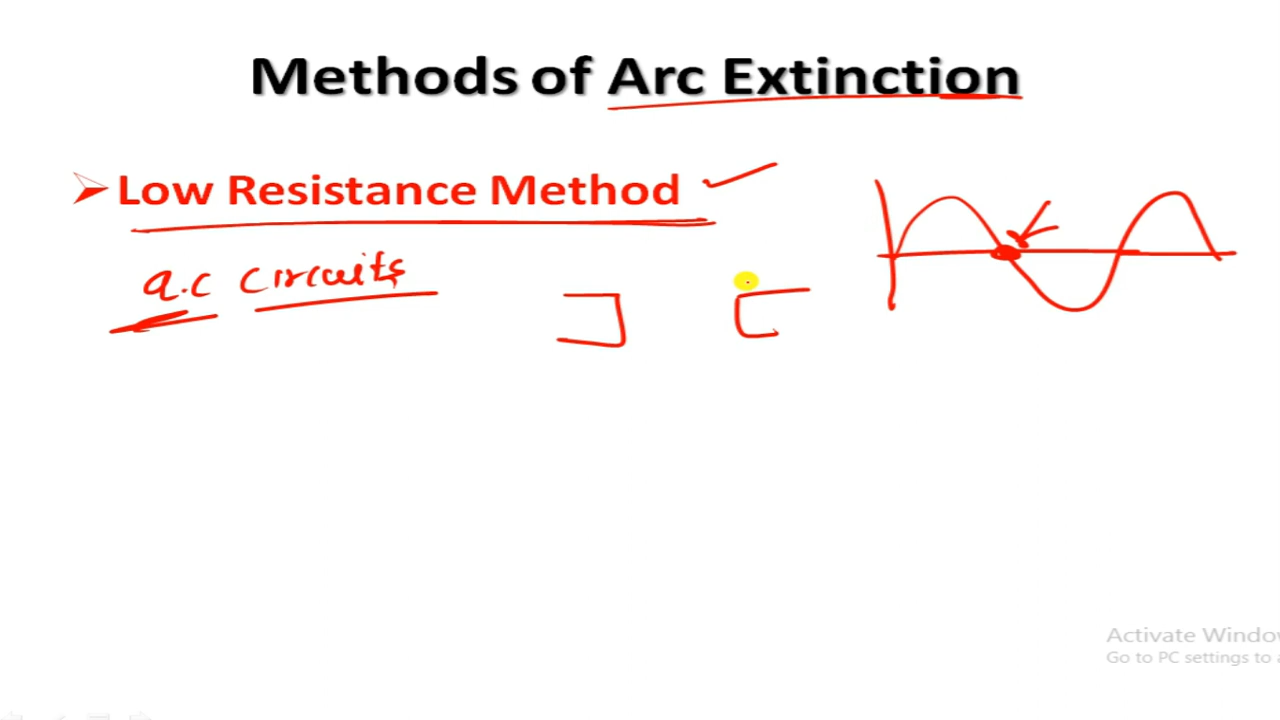 Methods of Arc Extinction
Low Resistance Method
a.c circuits
Activate Windo
Go to PC settings to a